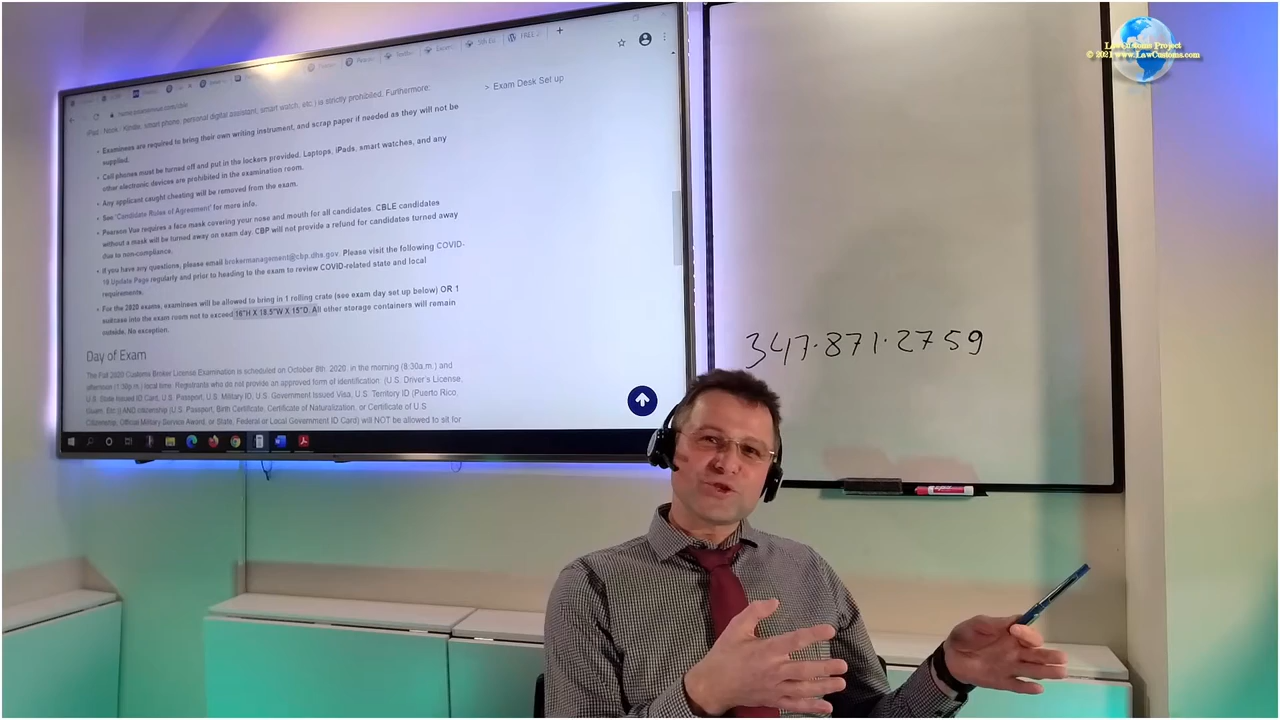 LawCustoms Project
© 2021 www.LawCustoms.com
FREE 2
5th Ed
home.pearsonvue.com/cble
> Exam Desk Set up
iPad, Nook / Kindle, smart phone, personal digital assistant, smart watch, etc.) is strictly prohibited. Furthermore:
• Examinees are required to bring their own writing instrument, and scrap paper if needed as they will not be
supplied.
• Cell phones must be turned off and put in the lockers provided. Laptops, iPads, smart watches, and any
other electronic devices are prohibited in the examination room.
• Any applicant caught cheating will be removed from the exam.
• See "Candidate Rules of Agreement" for more info.
• Pearson Vue requires a face mask covering your nose and mouth for all candidates. CBLE candidates
without a mask will be turned away on exam day. CBP will not provide a refund for candidates turned away
due to non-compliance.
• If you have any questions, please email brokermanagement@cbp.dhs.gov. Please visit the following COVID-
19 Update Page regularly and prior to heading to the exam to review COVID-related state and local
requirements.
• For the 2020 exams, examinees will be allowed to bring in 1 rolling crate (see exam day set up below) OR 1
suitcase into the exam room not to exceed 16"H X 18.5"W X 15"D. All other storage containers will remain
outside. No exception.
Day of Exam
The Fall 2020 Customs Broker License Examination is scheduled on October 8th, 2020, in the morning (8:30a.m.) and
afternoon (1:30p.m.) local time. Registrants who do not provide an approved form of identification: (U.S. Driver's License,
U.S. State Issued ID Card, U.S. Passport, U.S. Military ID, U.S. Government Issued Visa, U.S. Territory ID (Puerto Rico,
Guam, Etc.)) AND citizenship (U.S. Passport, Birth Certificate, Certificate of Naturalization, or Certificate of U.S
Citizenship, Official Military Service Award, or State, Federal or Local Government ID Card) will NOT be allowed to sit for
347·871·2759